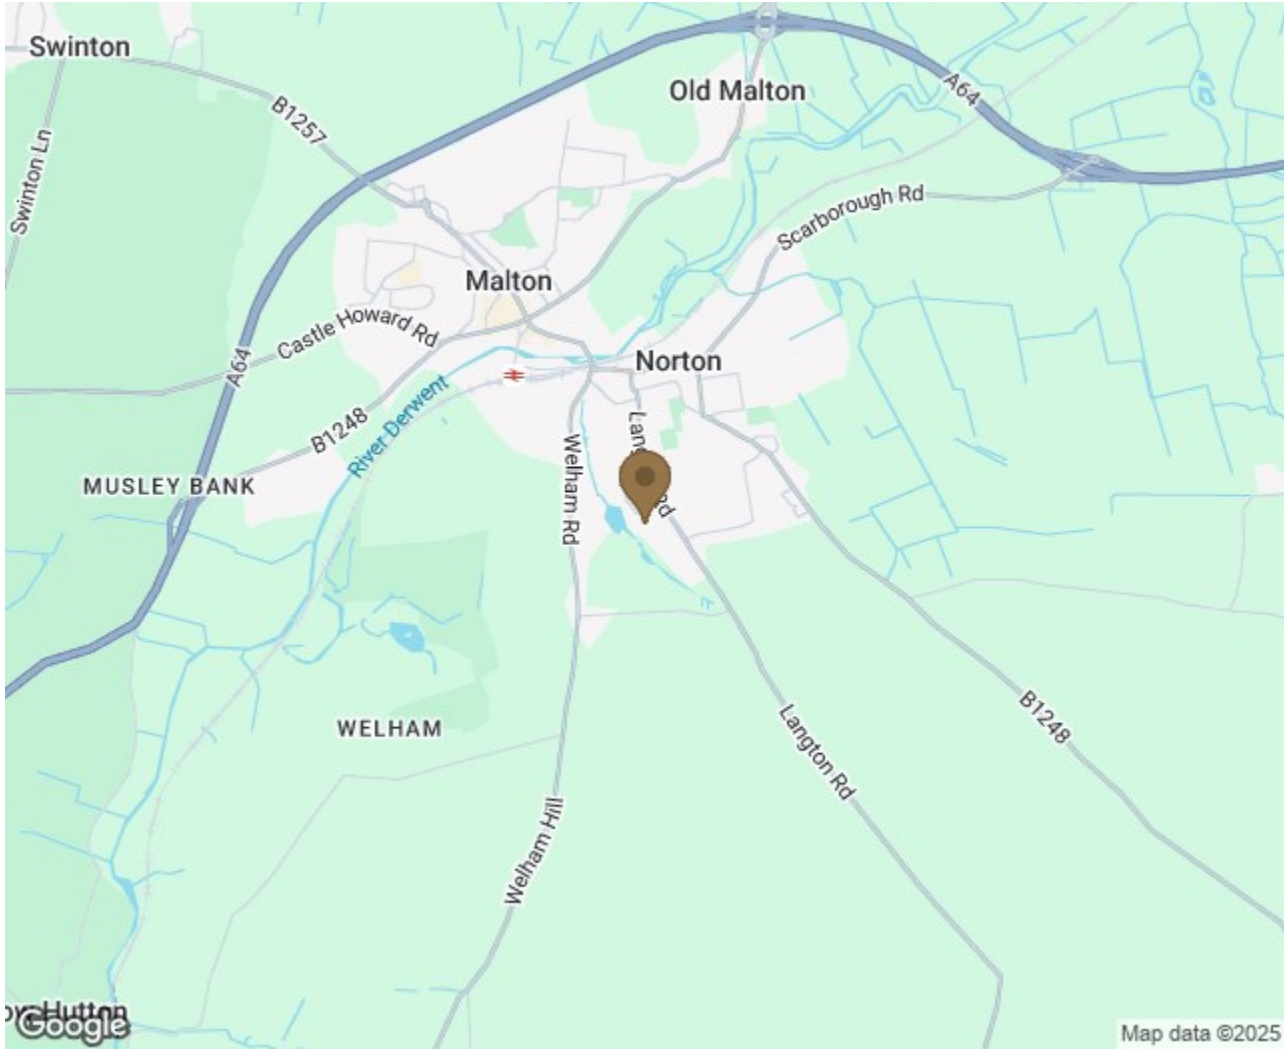 Swinton
B1257
Old Malton
A64
Swinton Ln
Scarborough Rd
Malton
Castle Howard Rd
A64
Norton
River Derwent
B1248
Welham Rd
MUSLEY BANK
WELHAM
B1248
Langton Rd
Welham Hill
Hutton
Google
Map data ©2025